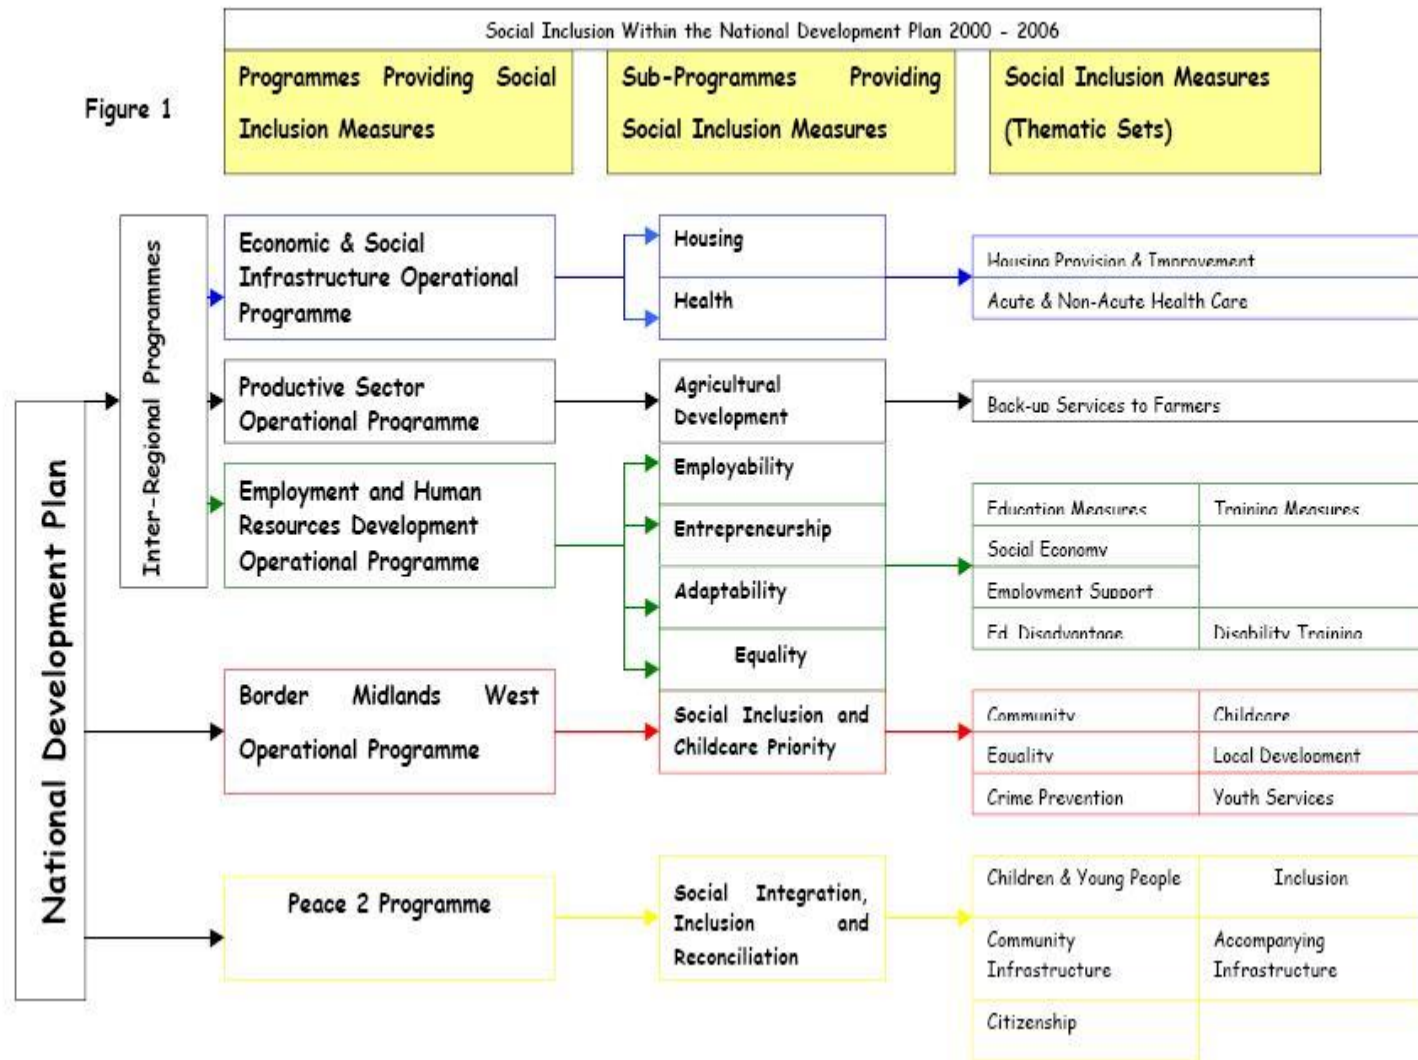 Social Inclusion Within the National Development Plan 2000 - 2006
Figure 1
Programmes Providing Social
Inclusion Measures
Sub-Programmes Providing
Social Inclusion Measures
Social Inclusion Measures
(Thematic Sets)
National Development Plan
Inter-Regional Programmes
Economic & Social
Infrastructure Operational
Programme
Housing
Health
Housing Provision & Improvement
Acute & Non-Acute Health Care
Productive Sector
Operational Programme
Agricultural
Development
Back-up Services to Farmers
Employment and Human
Resources Development
Operational Programme
Employability
Entrepreneurship
Adaptability
Equality
Education Measures
Training Measures
Social Economy
Employment Support
Ed. Disadvantage
Disability Training
Border Midlands West
Operational Programme
Social Inclusion and
Childcare Priority
Community
Childcare
Equality
Local Development
Crime Prevention
Youth Services
Peace 2 Programme
Social Integration,
Inclusion and
Reconciliation
Children & Young People
Inclusion
Community
Infrastructure
Accompanying
Infrastructure
Citizenship